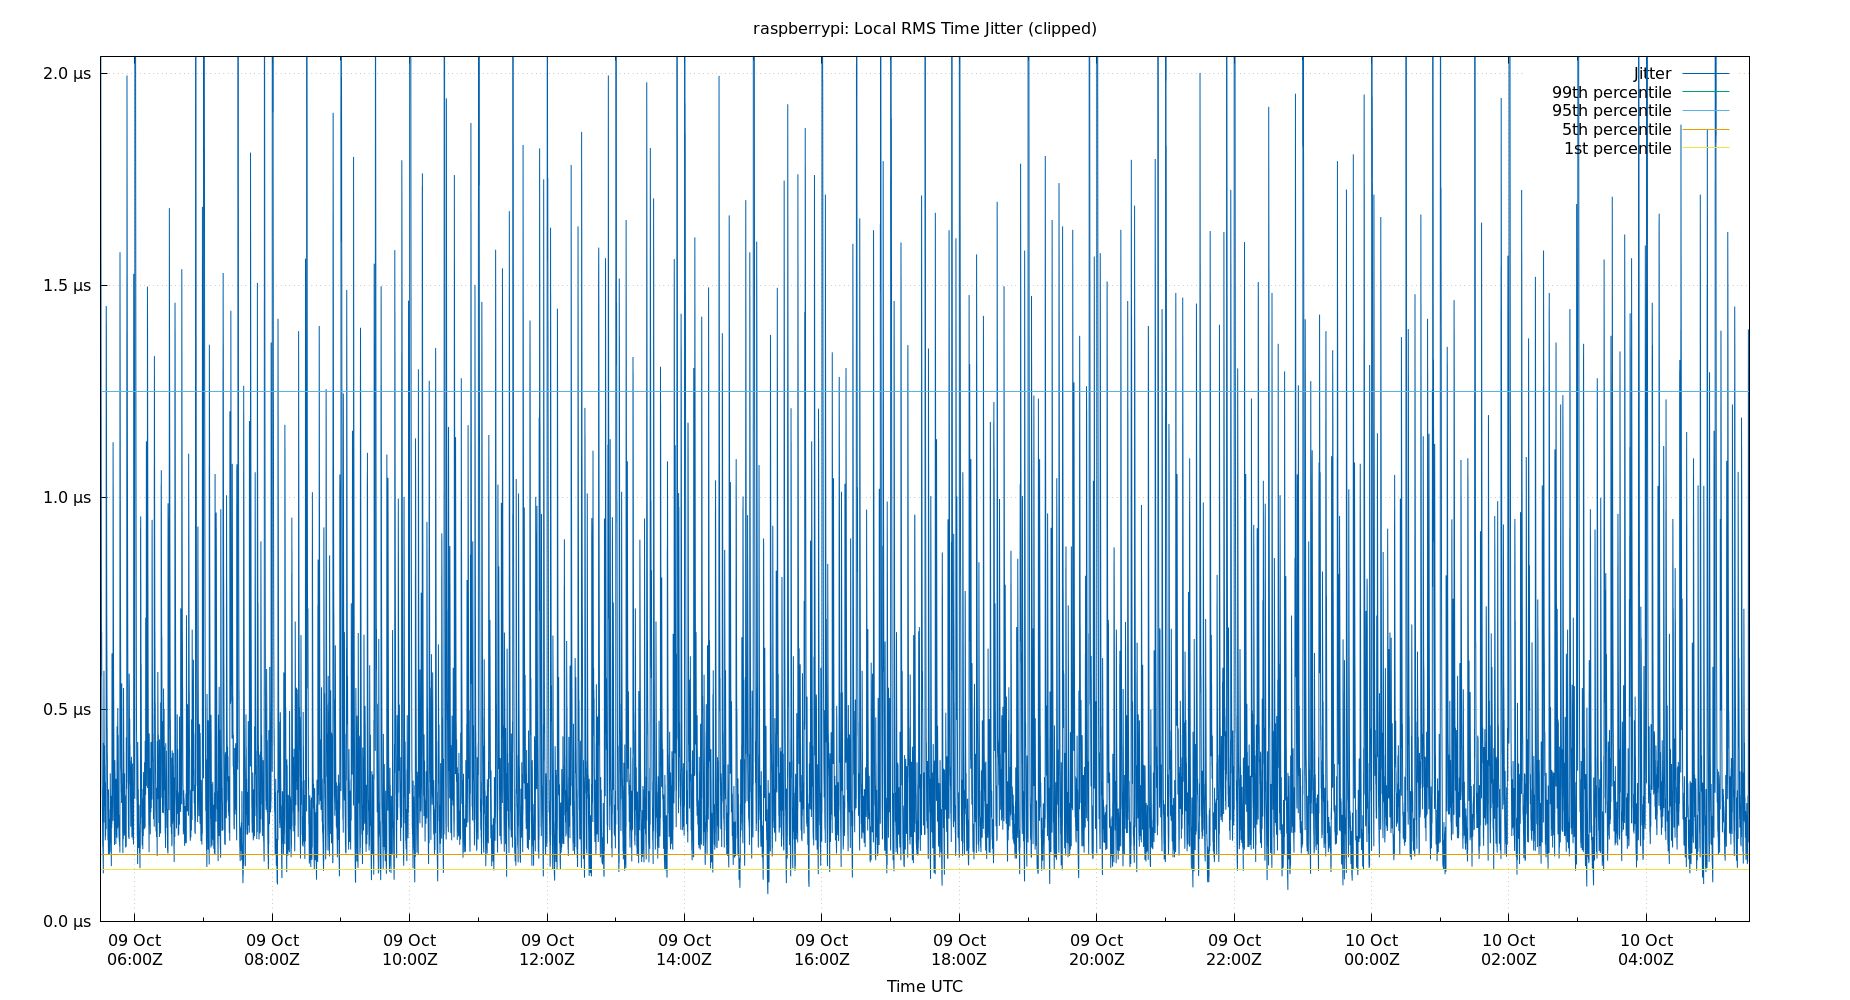 raspberrypi: Local RMS Time Jitter (clipped)
2.0 µs
1.5 µs
1.0 µs
0.5 µs
0.0 µs
Jitter
99th percentile
95th percentile
5th percentile
1st percentile
09 Oct 09 Oct 09 Oct 09 Oct 09 Oct 09 Oct 09 Oct 09 Oct 09 Oct 10 Oct 10 Oct 10 Oct
06:00Z 08:00Z 10:00Z 12:00Z 14:00Z 16:00Z 18:00Z 20:00Z 22:00Z 00:00Z 02:00Z 04:00Z
Time UTC